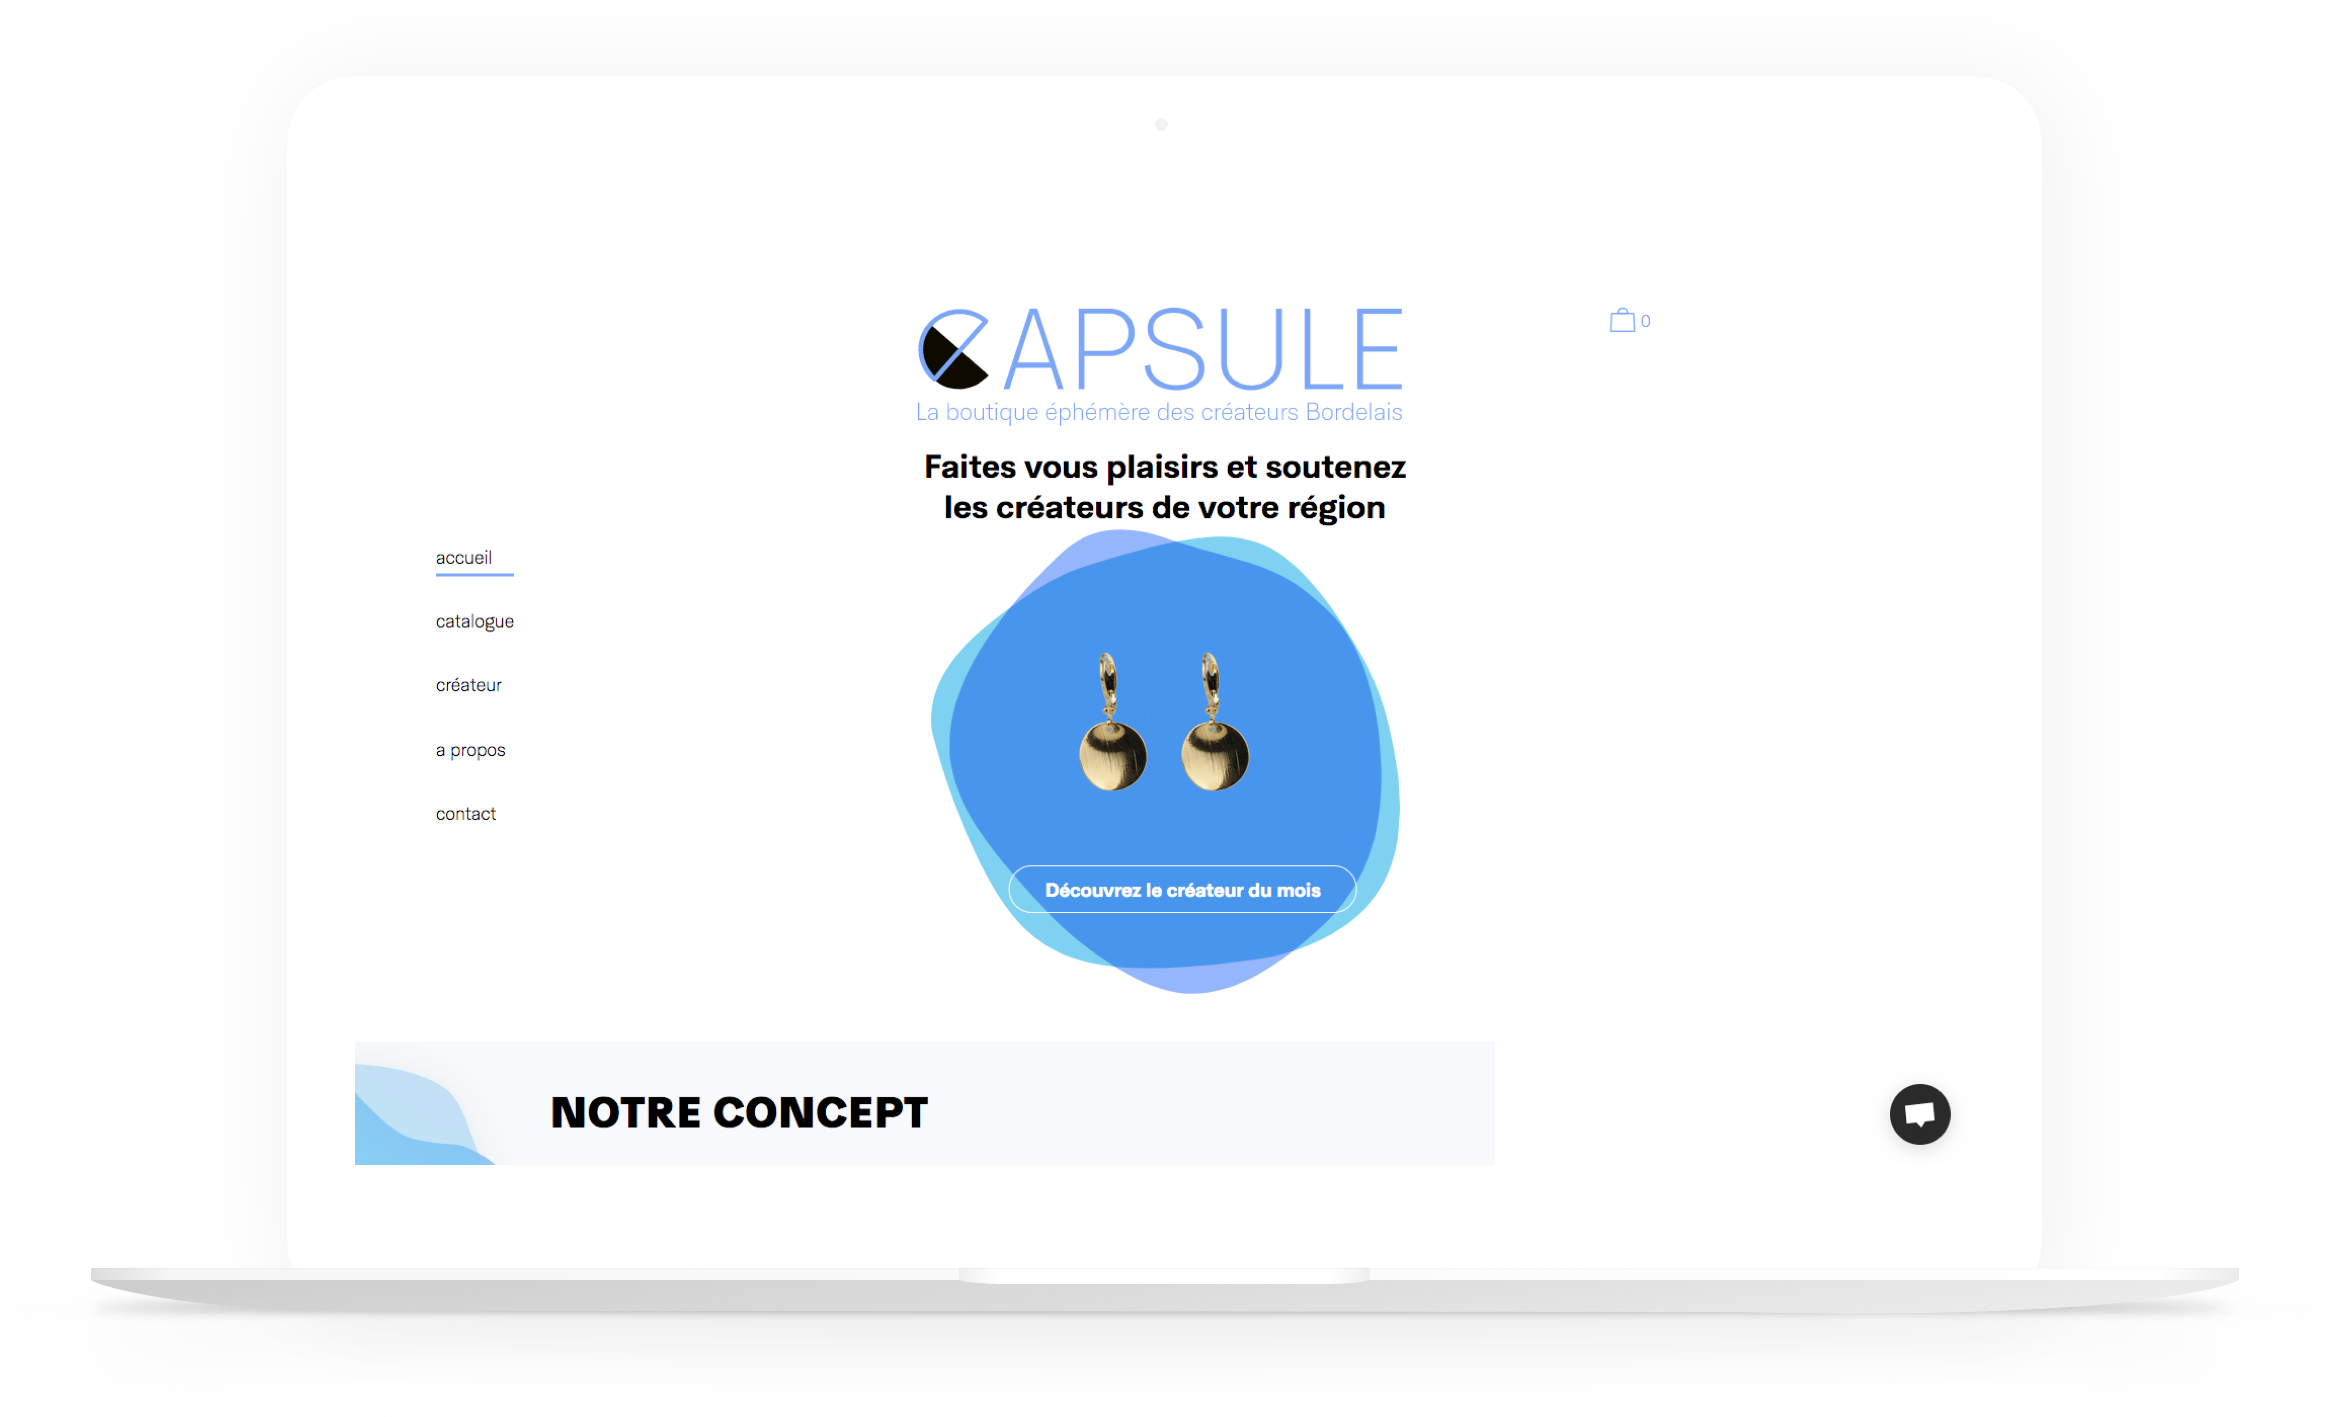 CAPSULE
0
La boutique éphémère des créateurs Bordelais
Faites vous plaisirs et soutenez
les créateurs de votre région
accueil
catalogue
créateur
a propos
contact
Découvrez le créateur du mois
NOTRE CONCEPT